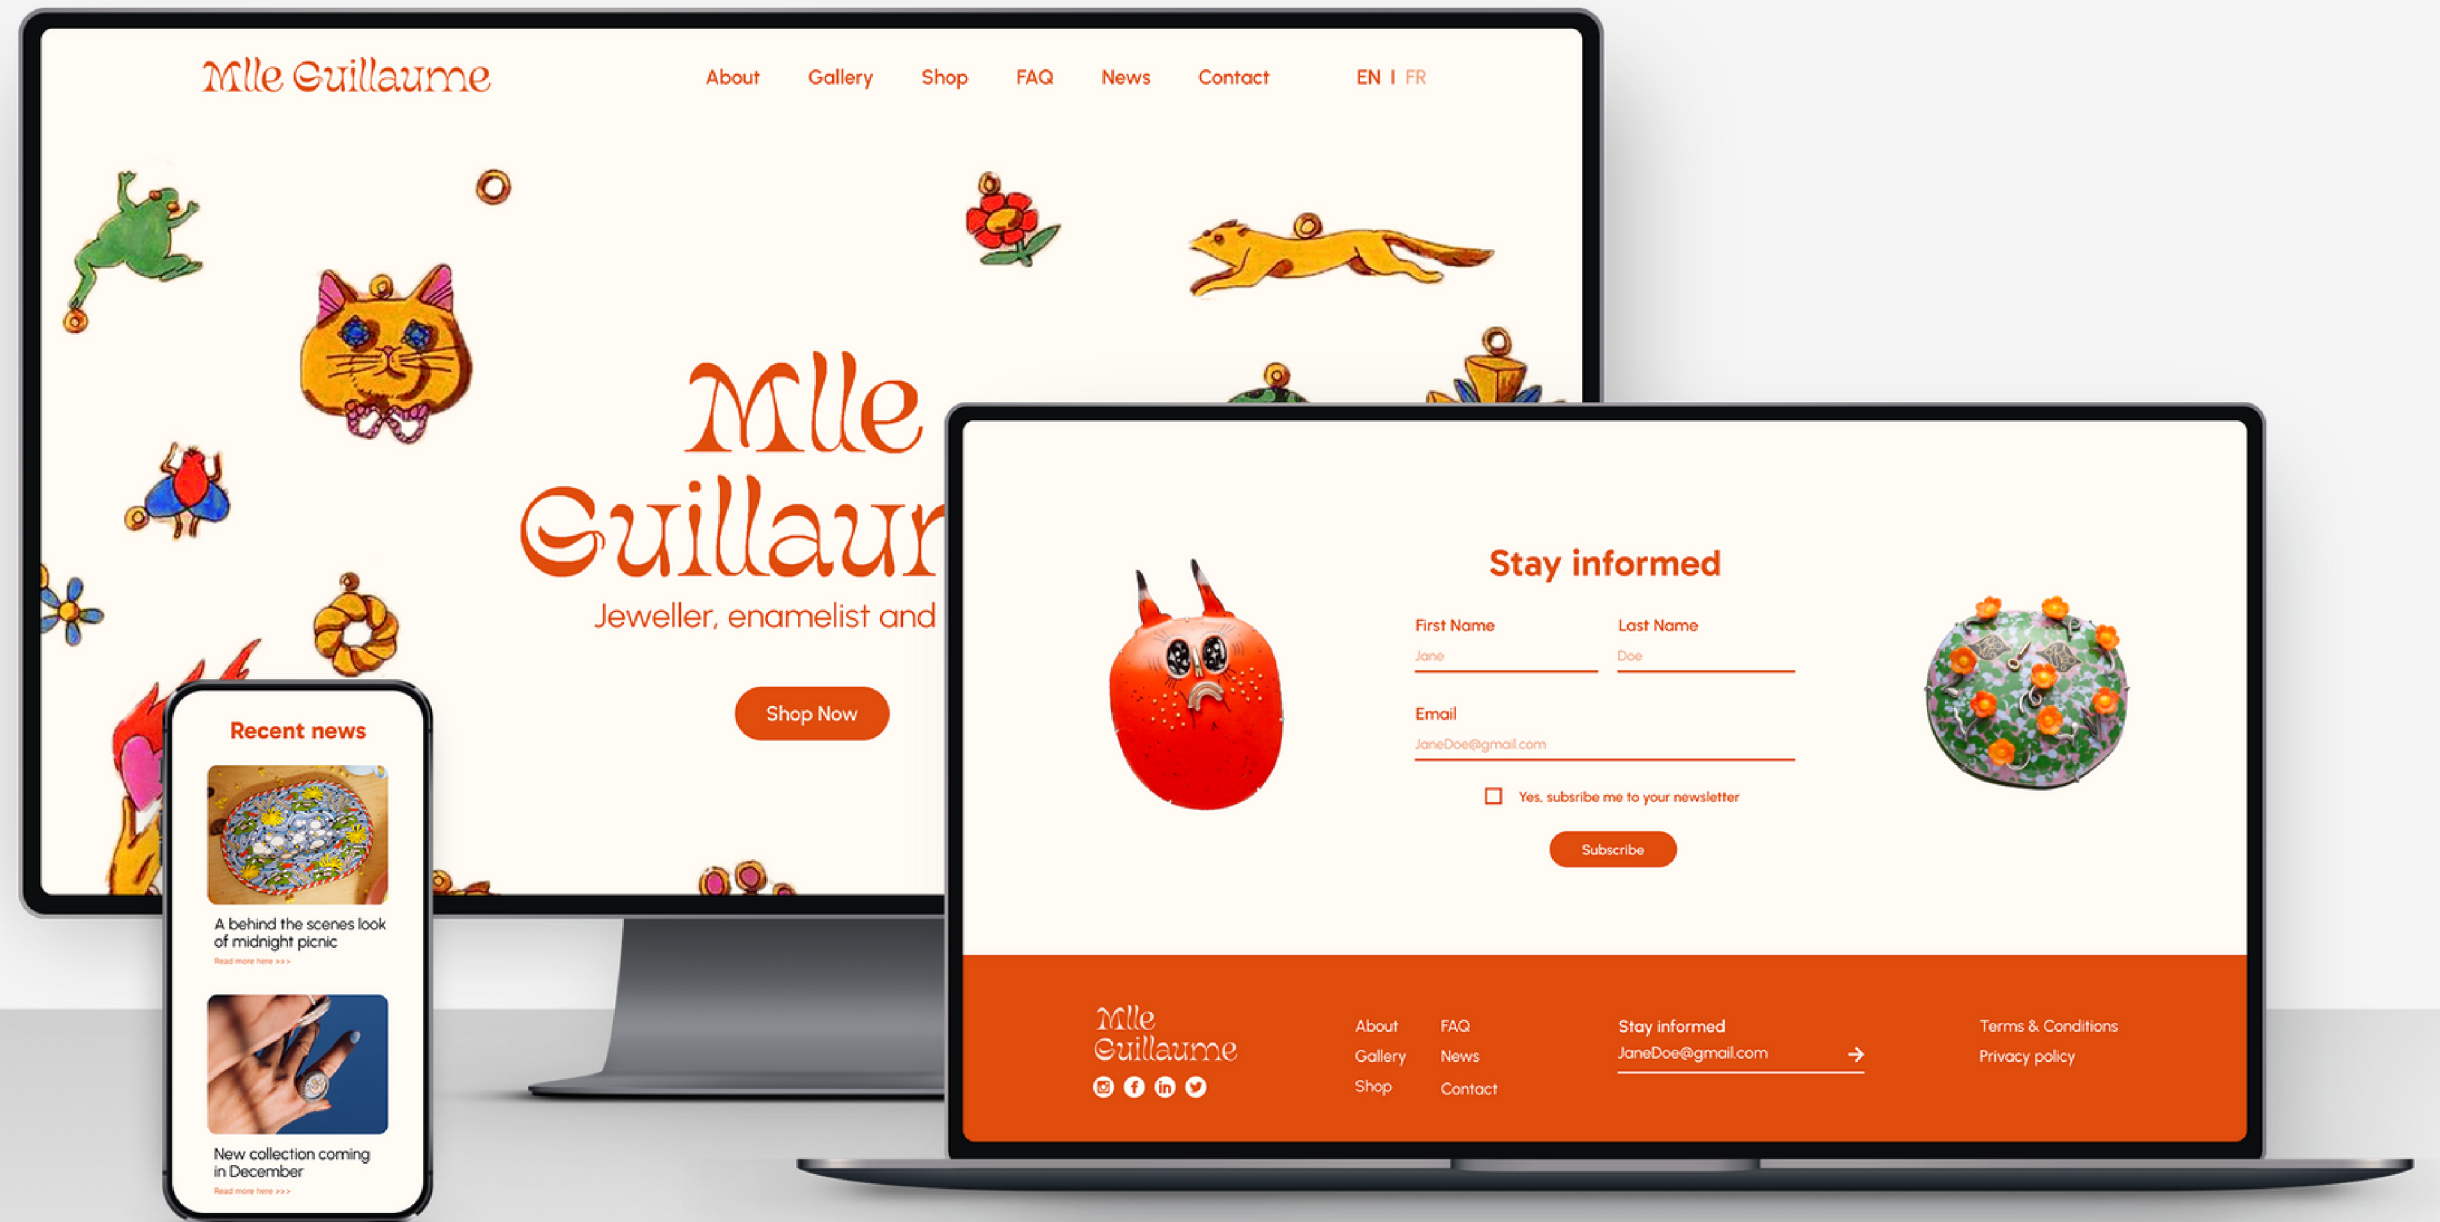 Mlle Guillaume
About Gallery Shop FAQ News Contact EN | FR
Mlle
Guillaum
Jeweller, enamelist and
Shop Now
Recent news
A behind the scenes look
of midnight picnic
Read more here >>>
New collection coming
in December
Read more here >>>
Stay informed
First Name Last Name
Jane Doe
Email
JaneDoe@gmail.com
Yes, subsribe me to your newsletter
Subscribe
Mlle
Guillaume
About FAQ
Gallery News
Shop Contact
Stay informed
JaneDoe@gmail.com
Terms & Conditions
Privacy policy